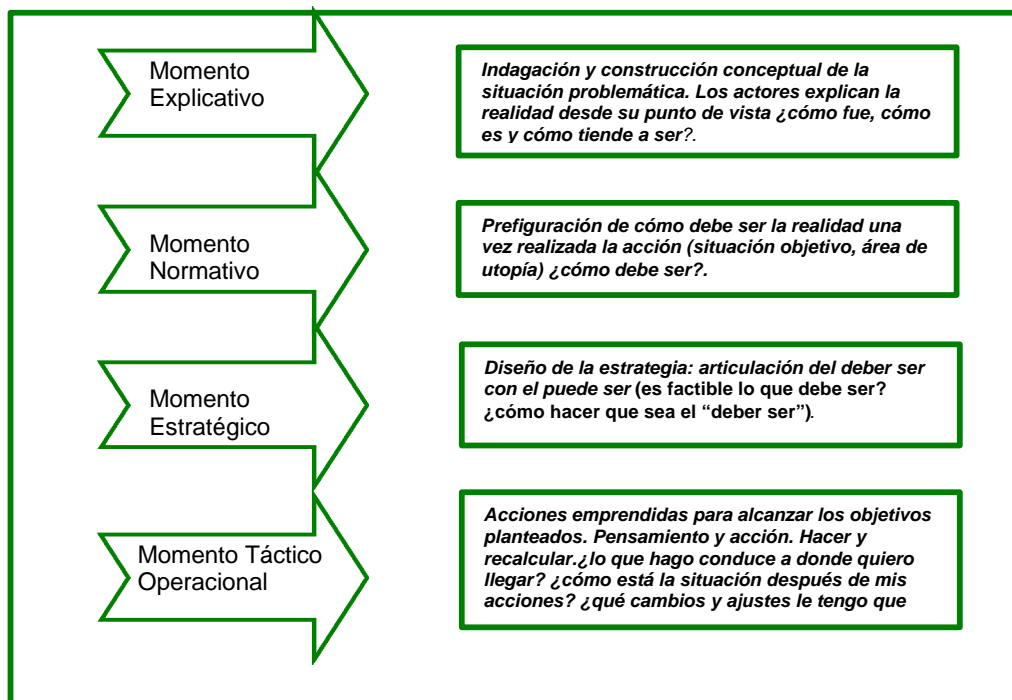 Momento
Explicativo
Indagación y construcción conceptual de la
situación problemática. Los actores explican la
realidad desde su punto de vista ¿cómo fue, cómo
es y cómo tiende a ser?.
Momento
Normativo
Prefiguración de cómo debe ser la realidad una
vez realizada la acción (situación objetivo, área de
utopía) ¿cómo debe ser?.
Momento
Estratégico
Diseño de la estrategia: articulación del deber ser
con el puede ser (es factible lo que debe ser?
¿cómo hacer que sea el “deber ser”).
Momento Táctico
Operacional
Acciones emprendidas para alcanzar los objetivos
planteados. Pensamiento y acción. Hacer y
recalcular.¿lo que hago conduce a donde quiero
llegar? ¿cómo está la situación después de mis
acciones? ¿qué cambios y ajustes le tengo que